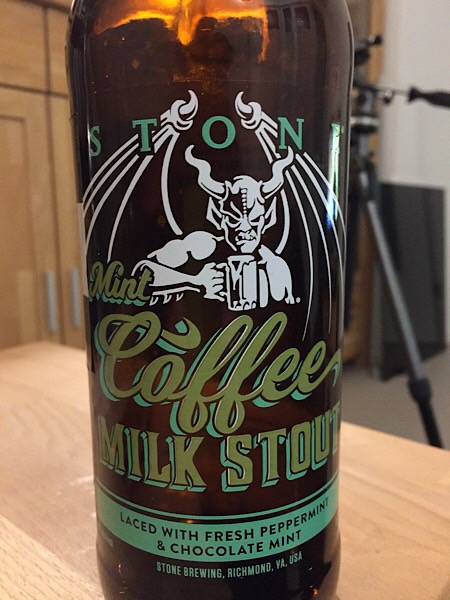 STONE
Mint
Coffee
MILK STOUT
LACED WITH FRESH PEPPERMINT
& CHOCOLATE MINT
STONE BREWING, RICHMOND, VA, USA